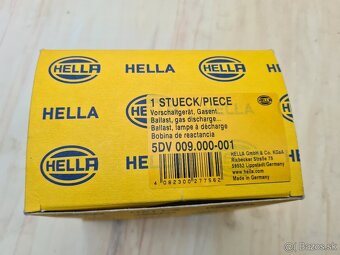 HELLA
HELLA
HELLA
HELLA
1 STUECK/PIECE
Vorschaltgerät, Gasent...
Ballast, gas discharge...
Ballast, lampe à décharge
Bobina de reactancia
5DV 009.000-001
HELLA GmbH & Co. KGaA
Rixbecker Straße 75
59552 Lippstadt/Germany
www.hella.com
Made in Germany
4 082300 277562
HELLA
HELLA
Bazos.sk